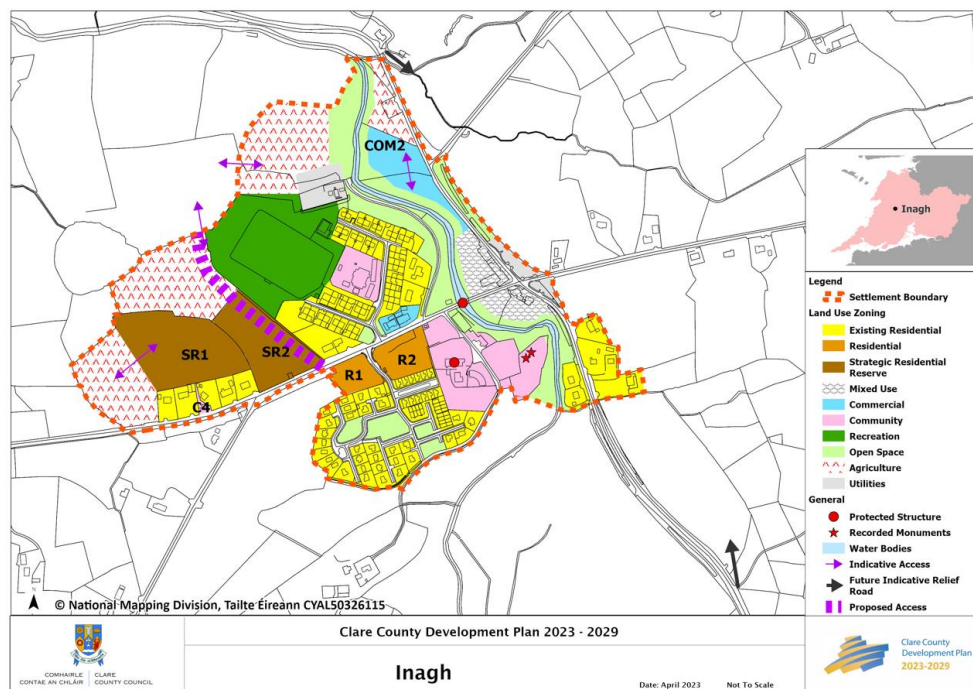 COM2
SR1
SR2
R2
R1
C4
N
© National Mapping Division, Tailte Éireann CYAL50326115
Inagh
Legend
Settlement Boundary
Land Use Zoning
Existing Residential
Residential
Strategic Residential
Reserve
Mixed Use
Commercial
Community
Recreation
Open Space
Agriculture
Utilities
General
Protected Structure
Recorded Monuments
Water Bodies
Indicative Access
Future Indicative Relief
Road
Proposed Access
COMHAIRLE CLARE
CONTAE AN CHLÁIR COUNTY COUNCIL
Clare County Development Plan 2023 - 2029
Inagh
Date: April 2023 Not To Scale
Clare County
Development Plan
2023-2029